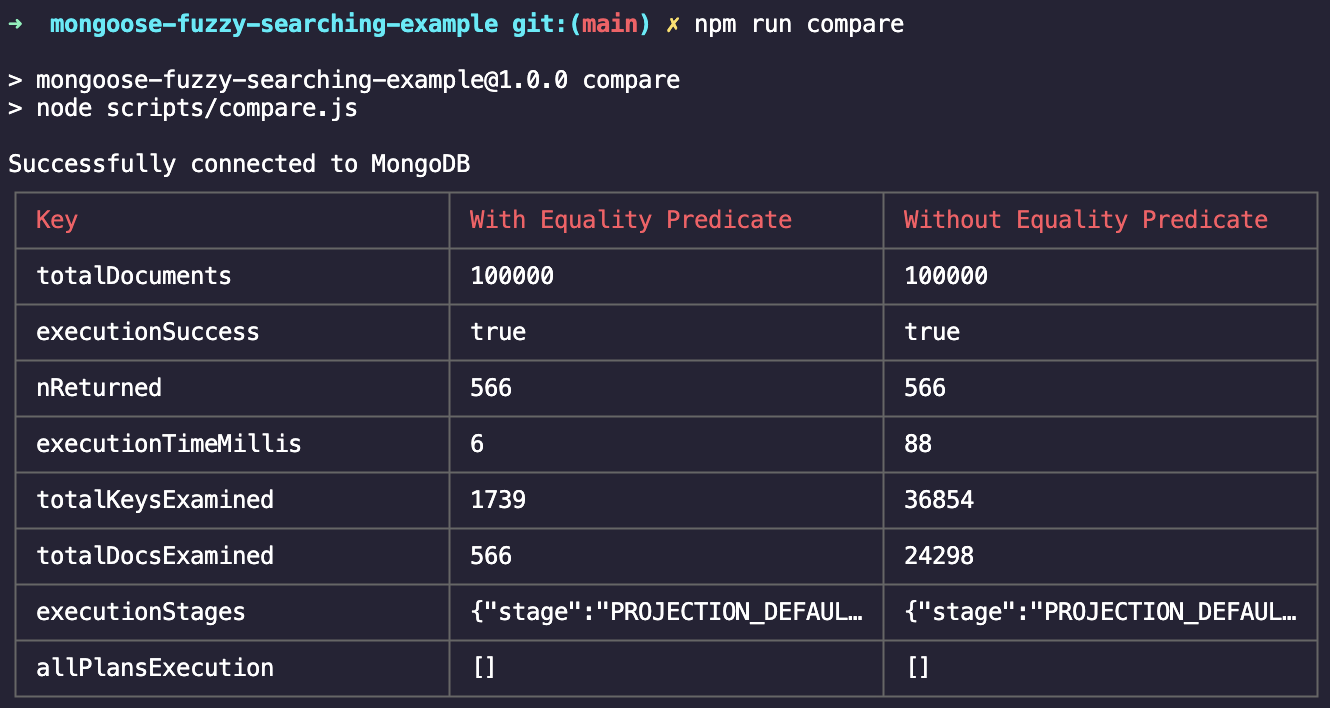 ➜  mongoose-fuzzy-searching-example git:(main) ✗ npm run compare
> mongoose-fuzzy-searching-example@1.0.0 compare
> node scripts/compare.js
Successfully connected to MongoDB
Key With Equality Predicate Without Equality Predicate
totalDocuments 100000 100000
executionSuccess true true
nReturned 566 566
executionTimeMillis 6 88
totalKeysExamined 1739 36854
totalDocsExamined 566 24298
executionStages {"stage":"PROJECTION_DEFAUL… {"stage":"PROJECTION_DEFAUL…
allPlansExecution [] []